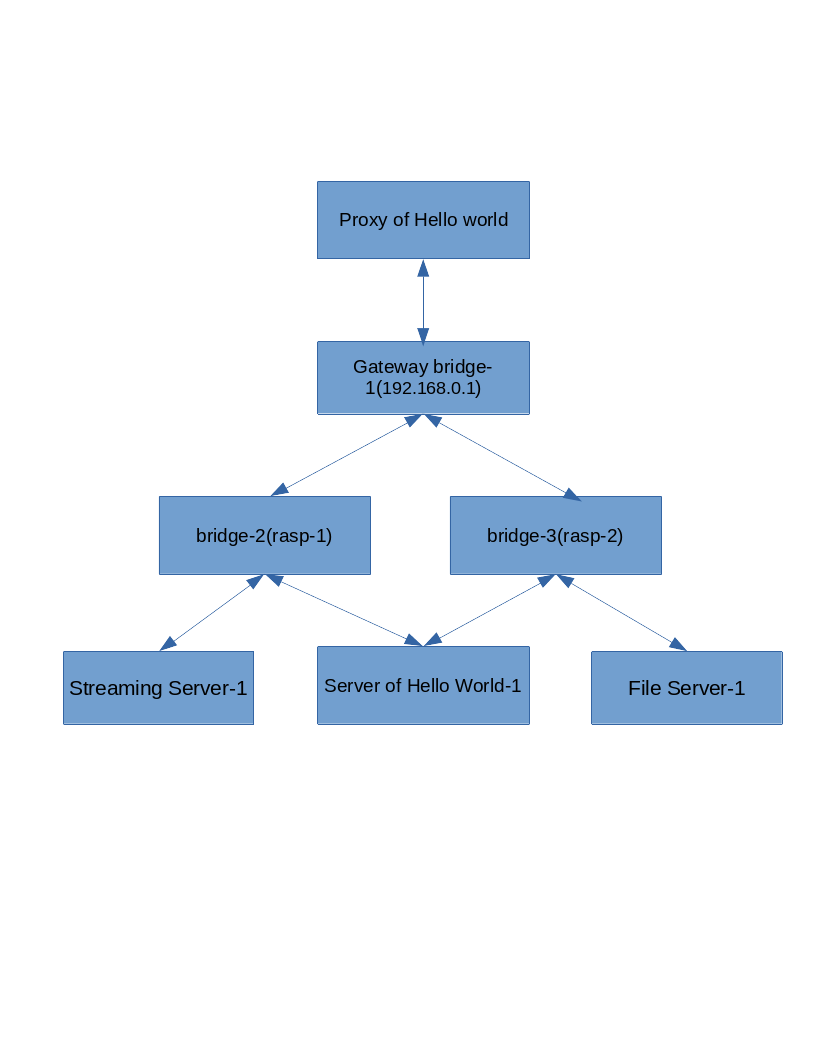 Proxy of Hello world
Gateway bridge-
1(192.168.0.1)
bridge-2(rasp-1)
bridge-3(rasp-2)
Streaming Server-1
Server of Hello World-1
File Server-1